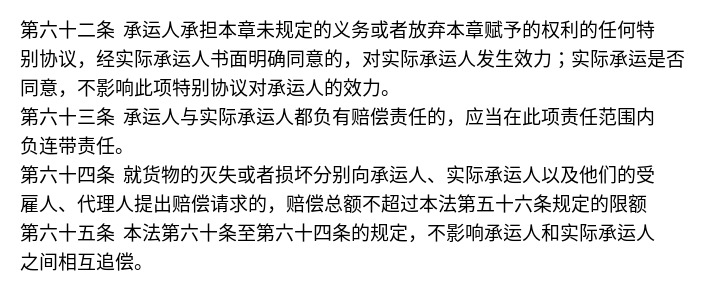 第六十二条 承运人承担本章未规定的义务或者放弃本章赋予的权利的任何特
别协议，经实际承运人书面明确同意的，对实际承运人发生效力；实际承运是否
同意，不影响此项特别协议对承运人的效力。
第六十三条 承运人与实际承运人都负有赔偿责任的，应当在此项责任范围内
负连带责任。
第六十四条 就货物的灭失或者损坏分别向承运人、实际承运人以及他们的受
雇人、代理人提出赔偿请求的，赔偿总额不超过本法第五十六条规定的限额
第六十五条 本法第六十条至第六十四条的规定，不影响承运人和实际承运人
之间相互追偿。